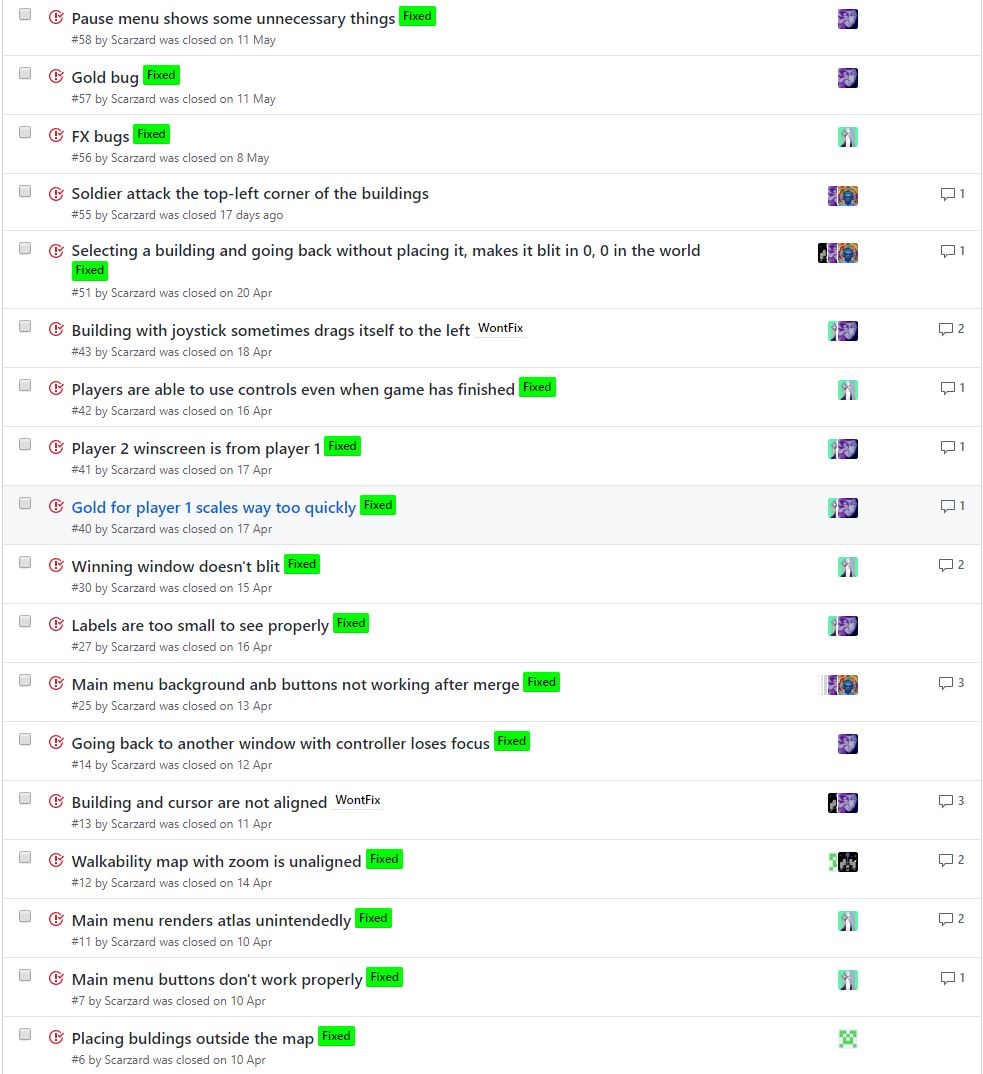 Pause menu shows some unnecessary things Fixed
#58 by Scarzard was closed on 11 May
Gold bug Fixed
#57 by Scarzard was closed on 11 May
FX bugs Fixed
#56 by Scarzard was closed on 8 May
Soldier attack the top-left corner of the buildings 1
#55 by Scarzard was closed 17 days ago
Selecting a building and going back without placing it, makes it blit in 0, 0 in the world 1
Fixed
#51 by Scarzard was closed on 20 Apr
Building with joystick sometimes drags itself to the left WontFix 2
#43 by Scarzard was closed on 18 Apr
Players are able to use controls even when game has finished Fixed 1
#42 by Scarzard was closed on 16 Apr
Player 2 winscreen is from player 1 Fixed 1
#41 by Scarzard was closed on 17 Apr
Gold for player 1 scales way too quickly Fixed 1
#40 by Scarzard was closed on 17 Apr
Winning window doesn't blit Fixed 2
#30 by Scarzard was closed on 15 Apr
Labels are too small to see properly Fixed
#27 by Scarzard was closed on 16 Apr
Main menu background anb buttons not working after merge Fixed 3
#25 by Scarzard was closed on 13 Apr
Going back to another window with controller loses focus Fixed
#14 by Scarzard was closed on 12 Apr
Building and cursor are not aligned WontFix 3
#13 by Scarzard was closed on 11 Apr
Walkability map with zoom is unaligned Fixed 2
#12 by Scarzard was closed on 14 Apr
Main menu renders atlas unintendedly Fixed 2
#11 by Scarzard was closed on 10 Apr
Main menu buttons don't work properly Fixed 1
#7 by Scarzard was closed on 10 Apr
Placing buldings outside the map Fixed
#6 by Scarzard was closed on 10 Apr